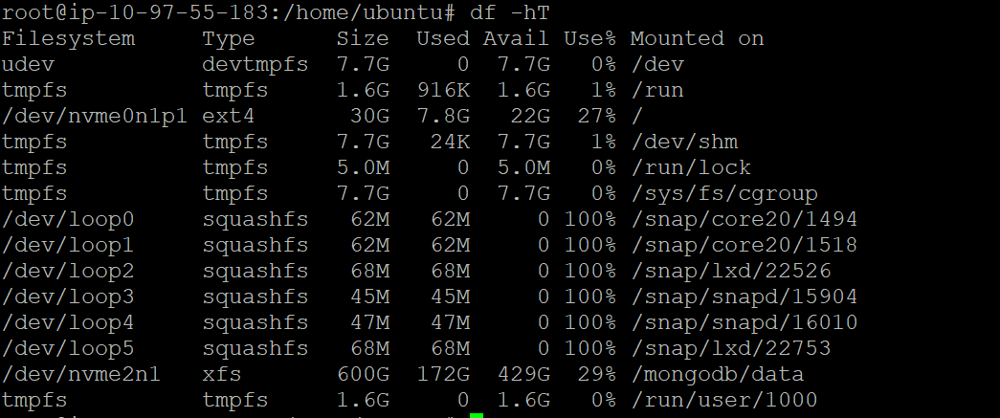 root@ip-10-97-55-183:/home/ubuntu# df -hT
Filesystem     Type      Size  Used Avail Use% Mounted on
udev           devtmpfs  7.7G     0  7.7G   0% /dev
tmpfs          tmpfs     1.6G  916K  1.6G   1% /run
/dev/nvme0n1p1 ext4       30G  7.8G   22G  27% /
tmpfs          tmpfs     7.7G   24K  7.7G   1% /dev/shm
tmpfs          tmpfs     5.0M     0  5.0M   0% /run/lock
tmpfs          tmpfs     7.7G     0  7.7G   0% /sys/fs/cgroup
/dev/loop0     squashfs   62M   62M     0 100% /snap/core20/1494
/dev/loop1     squashfs   62M   62M     0 100% /snap/core20/1518
/dev/loop2     squashfs   68M   68M     0 100% /snap/lxd/22526
/dev/loop3     squashfs   45M   45M     0 100% /snap/snapd/15904
/dev/loop4     squashfs   47M   47M     0 100% /snap/snapd/16010
/dev/loop5     squashfs   68M   68M     0 100% /snap/lxd/22753
/dev/nvme2n1   xfs       600G  172G  429G  29% /mongodb/data
tmpfs          tmpfs     1.6G     0  1.6G   0% /run/user/1000